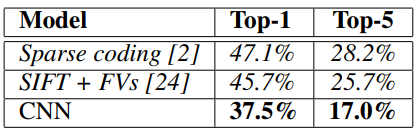 Model Top-1 Top-5
Sparse coding [2] 47.1% 28.2%
SIFT + FVs [24] 45.7% 25.7%
CNN 37.5% 17.0%